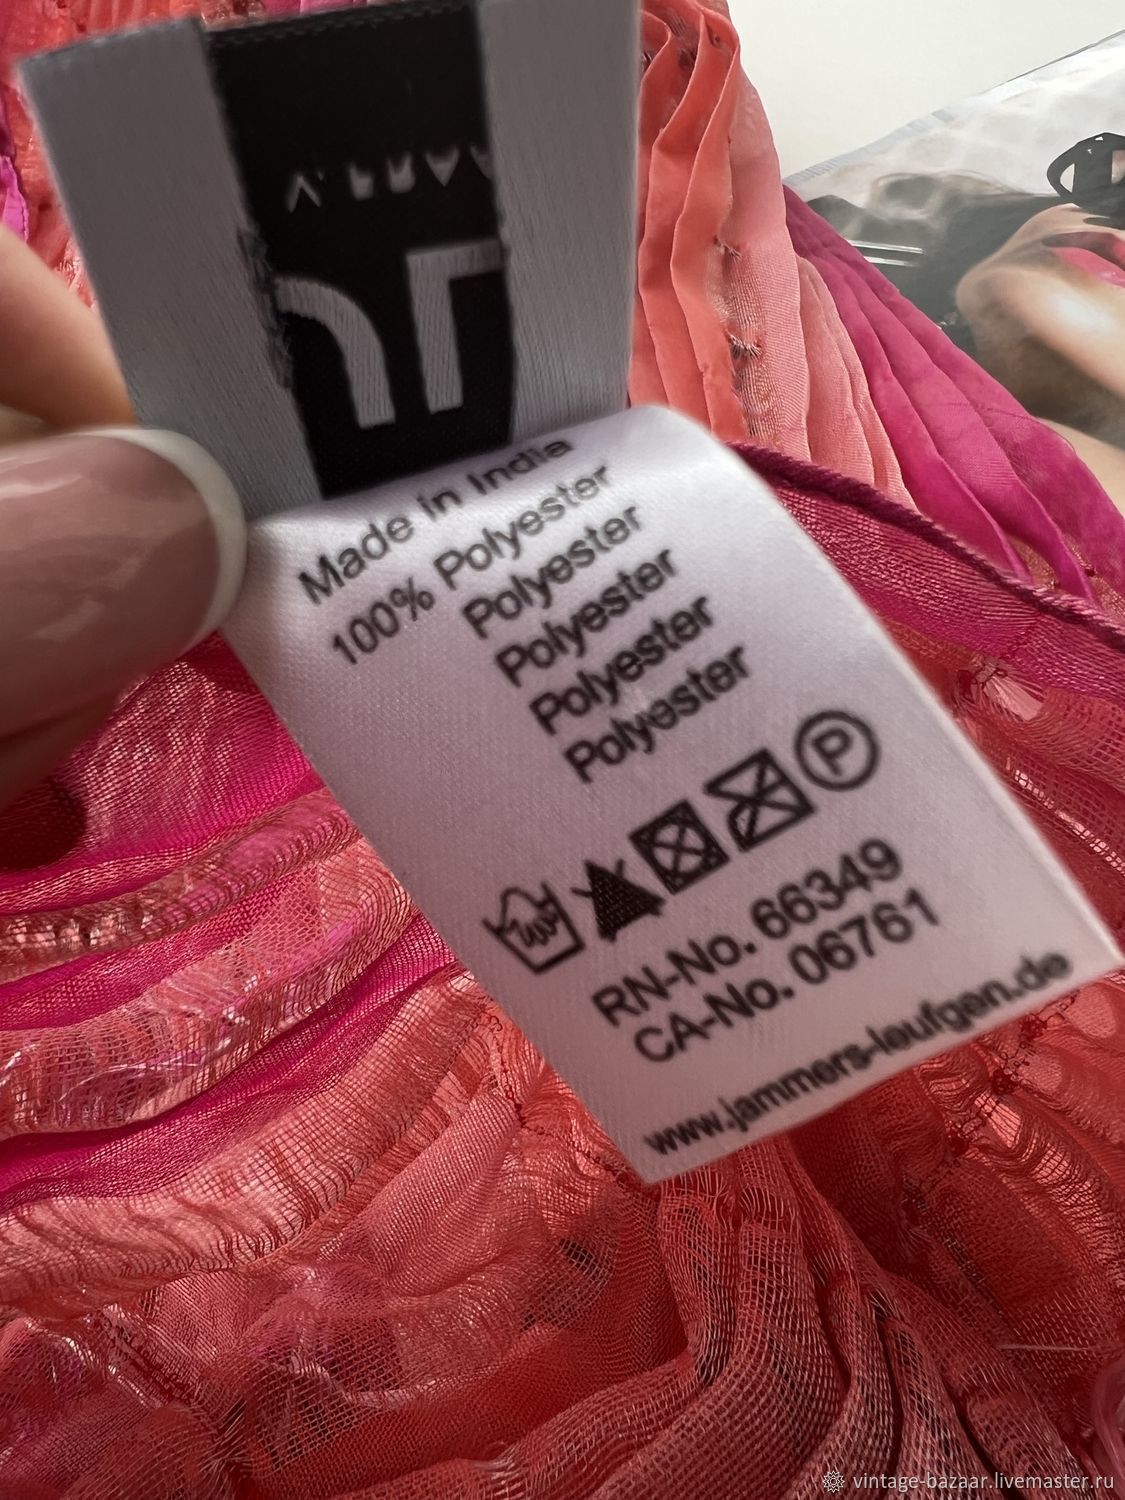 Made in India
100% Polyester
Polyester
Polyester
Polyester
Polyester
P
RN-No. 66349
CA-No. 06761
www.jammers-leufgen.de
vintage-bazaar.livemaster.ru